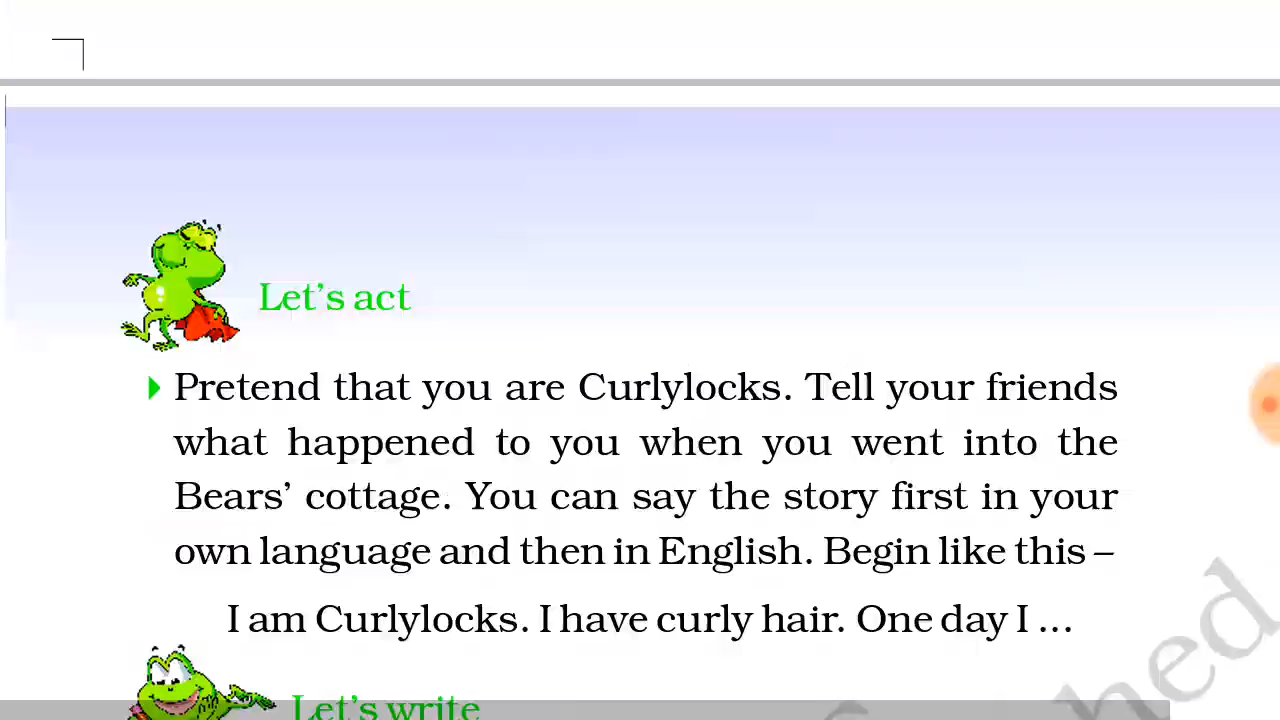 Let’s act
Pretend that you are Curlylocks. Tell your friends
what happened to you when you went into the
Bears’ cottage. You can say the story first in your
own language and then in English. Begin like this –
I am Curlylocks. I have curly hair. One day I ...
Let’s write